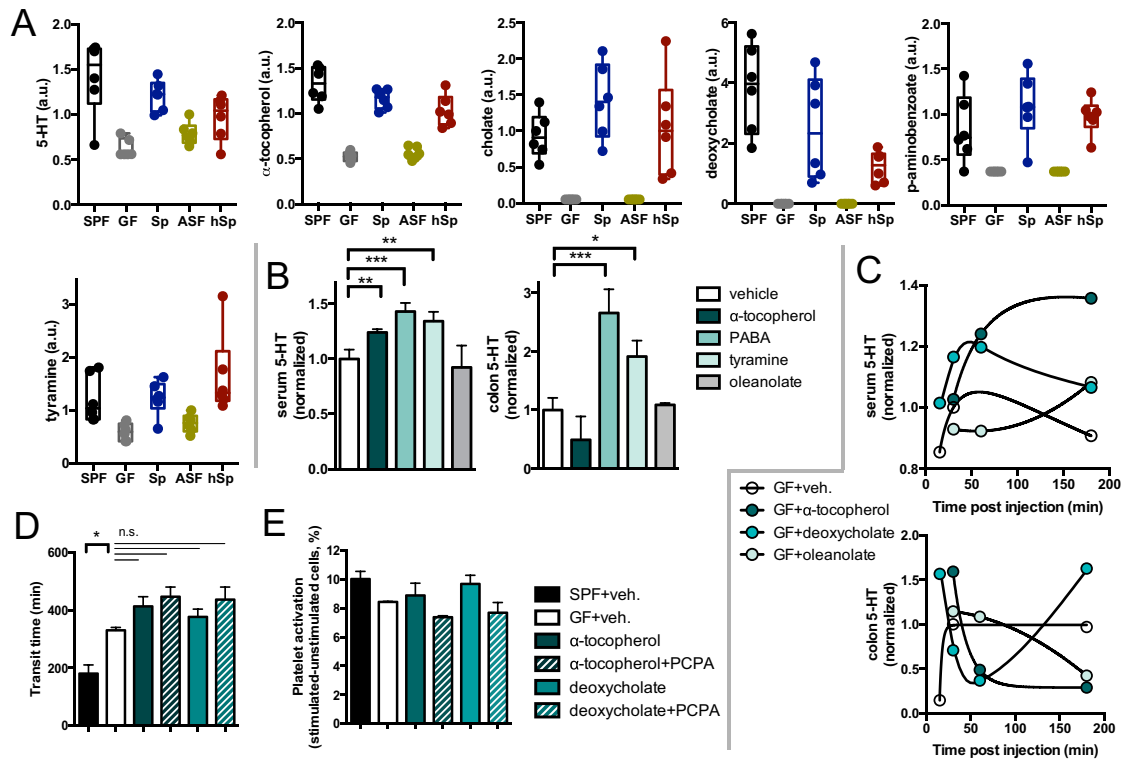 A
5-HT (a.u.)
2.0
1.5
1.0
0.5
0.0
SPF GF Sp ASF hSp
α-tocopherol (a.u.)
2.0
1.5
1.0
0.5
0.0
SPF GF Sp ASF hSp
cholate (a.u.)
2.5
2.0
1.5
1.0
0.5
0.0
SPF GF Sp ASF hSp
deoxycholate (a.u.)
6
4
2
0
SPF GF Sp ASF hSp
p-aminobenzoate (a.u.)
2.0
1.5
1.0
0.5
0.0
SPF GF Sp ASF hSp
tyramine (a.u.)
4
3
2
1
0
SPF GF Sp ASF hSp
B
serum 5-HT
(normalized)
1.5
1.0
0.0
**
***
**
colon 5-HT
(normalized)
3
2
1
0
*
***
vehicle
α-tocopherol
PABA
tyramine
oleanolate
C
serum 5-HT
(normalized)
1.4
1.2
1.0
0.8
0 50 100 150 200
Time post injection (min)
GF+veh.
GF+α-tocopherol
GF+deoxycholate
GF+oleanolate
colon 5-HT
(normalized)
2.0
1.5
1.0
0.5
0.0
0 50 100 150 200
Time post injection (min)
D
Transit time (min)
600
400
200
0
*
n.s.
E
Platelet activation
(stimulated-unstimulated cells, %)
12
10
8
6
4
2
0
SPF+veh.
GF+veh.
α-tocopherol
α-tocopherol+PCPA
deoxycholate
deoxycholate+PCPA